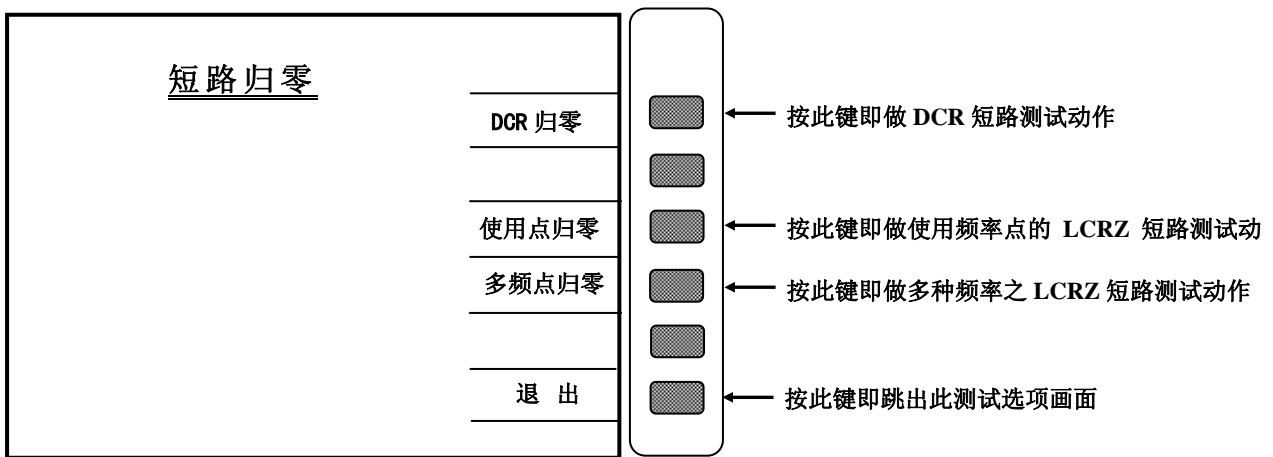 短路归零
DCR 归零
按此键即做 DCR 短路测试动作
使用点归零
按此键即做使用频率点的 LCRZ 短路测试动
多频点归零
按此键即做多种频率之 LCRZ 短路测试动作
退 出
按此键即跳出此测试选项画面